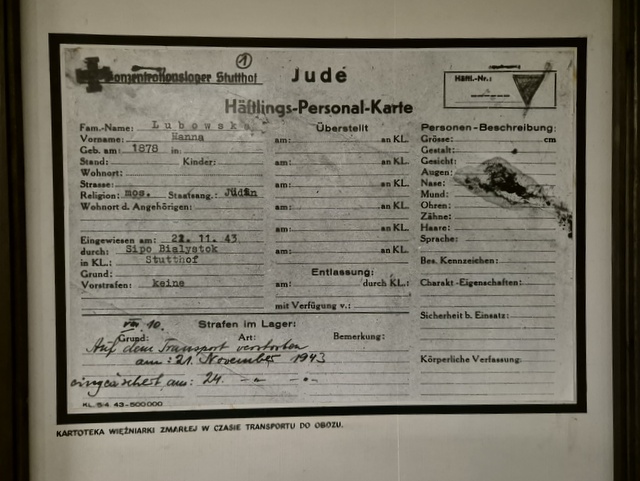 ①
Konzentrationslager Stutthof
Jude
Häftl.-Nr.:
Häftlings-Personal-Karte
Fam.-Name: Lubowska
Vorname: Hanna
Geb. am: 1878 in:
Stand: Kinder:
Wohnort:
Strasse:
Religion: mos. Staatsang. Jüdin
Wohnort d. Angehörigen:
Eingewiesen am: 22. 11. 43
durch: Sipo Bialystok
in KL.: Stutthof
Grund:
Vorstrafen: keine
Überstellt
am: an KL.
am: an KL.
am: an KL.
am: an KL.
am: an KL.
am: an KL.
Entlassung:
am: durch KL.:
mit Verfügung v.:
Personen-Beschreibung:
Grösse: cm
Gestalt:
Gesicht:
Augen:
Nase:
Mund:
Ohren:
Zähne:
Haare:
Sprache:
Bes. Kennzeichen:
Charakt.-Eigenschaften:
Sicherheit b. Einsatz:
Körperliche Verfassung:
10. Strafen im Lager:
Grund: Art: Bemerkung:
Auf dem Transport verstorben
am: 21. November 1943
eingeäschert am: 24. -"- -"-
KL/5/4 43-500000
KARTOTEKA WIĘŹNIARKI ZMARŁEJ W CZASIE TRANSPORTU DO OBOZU.